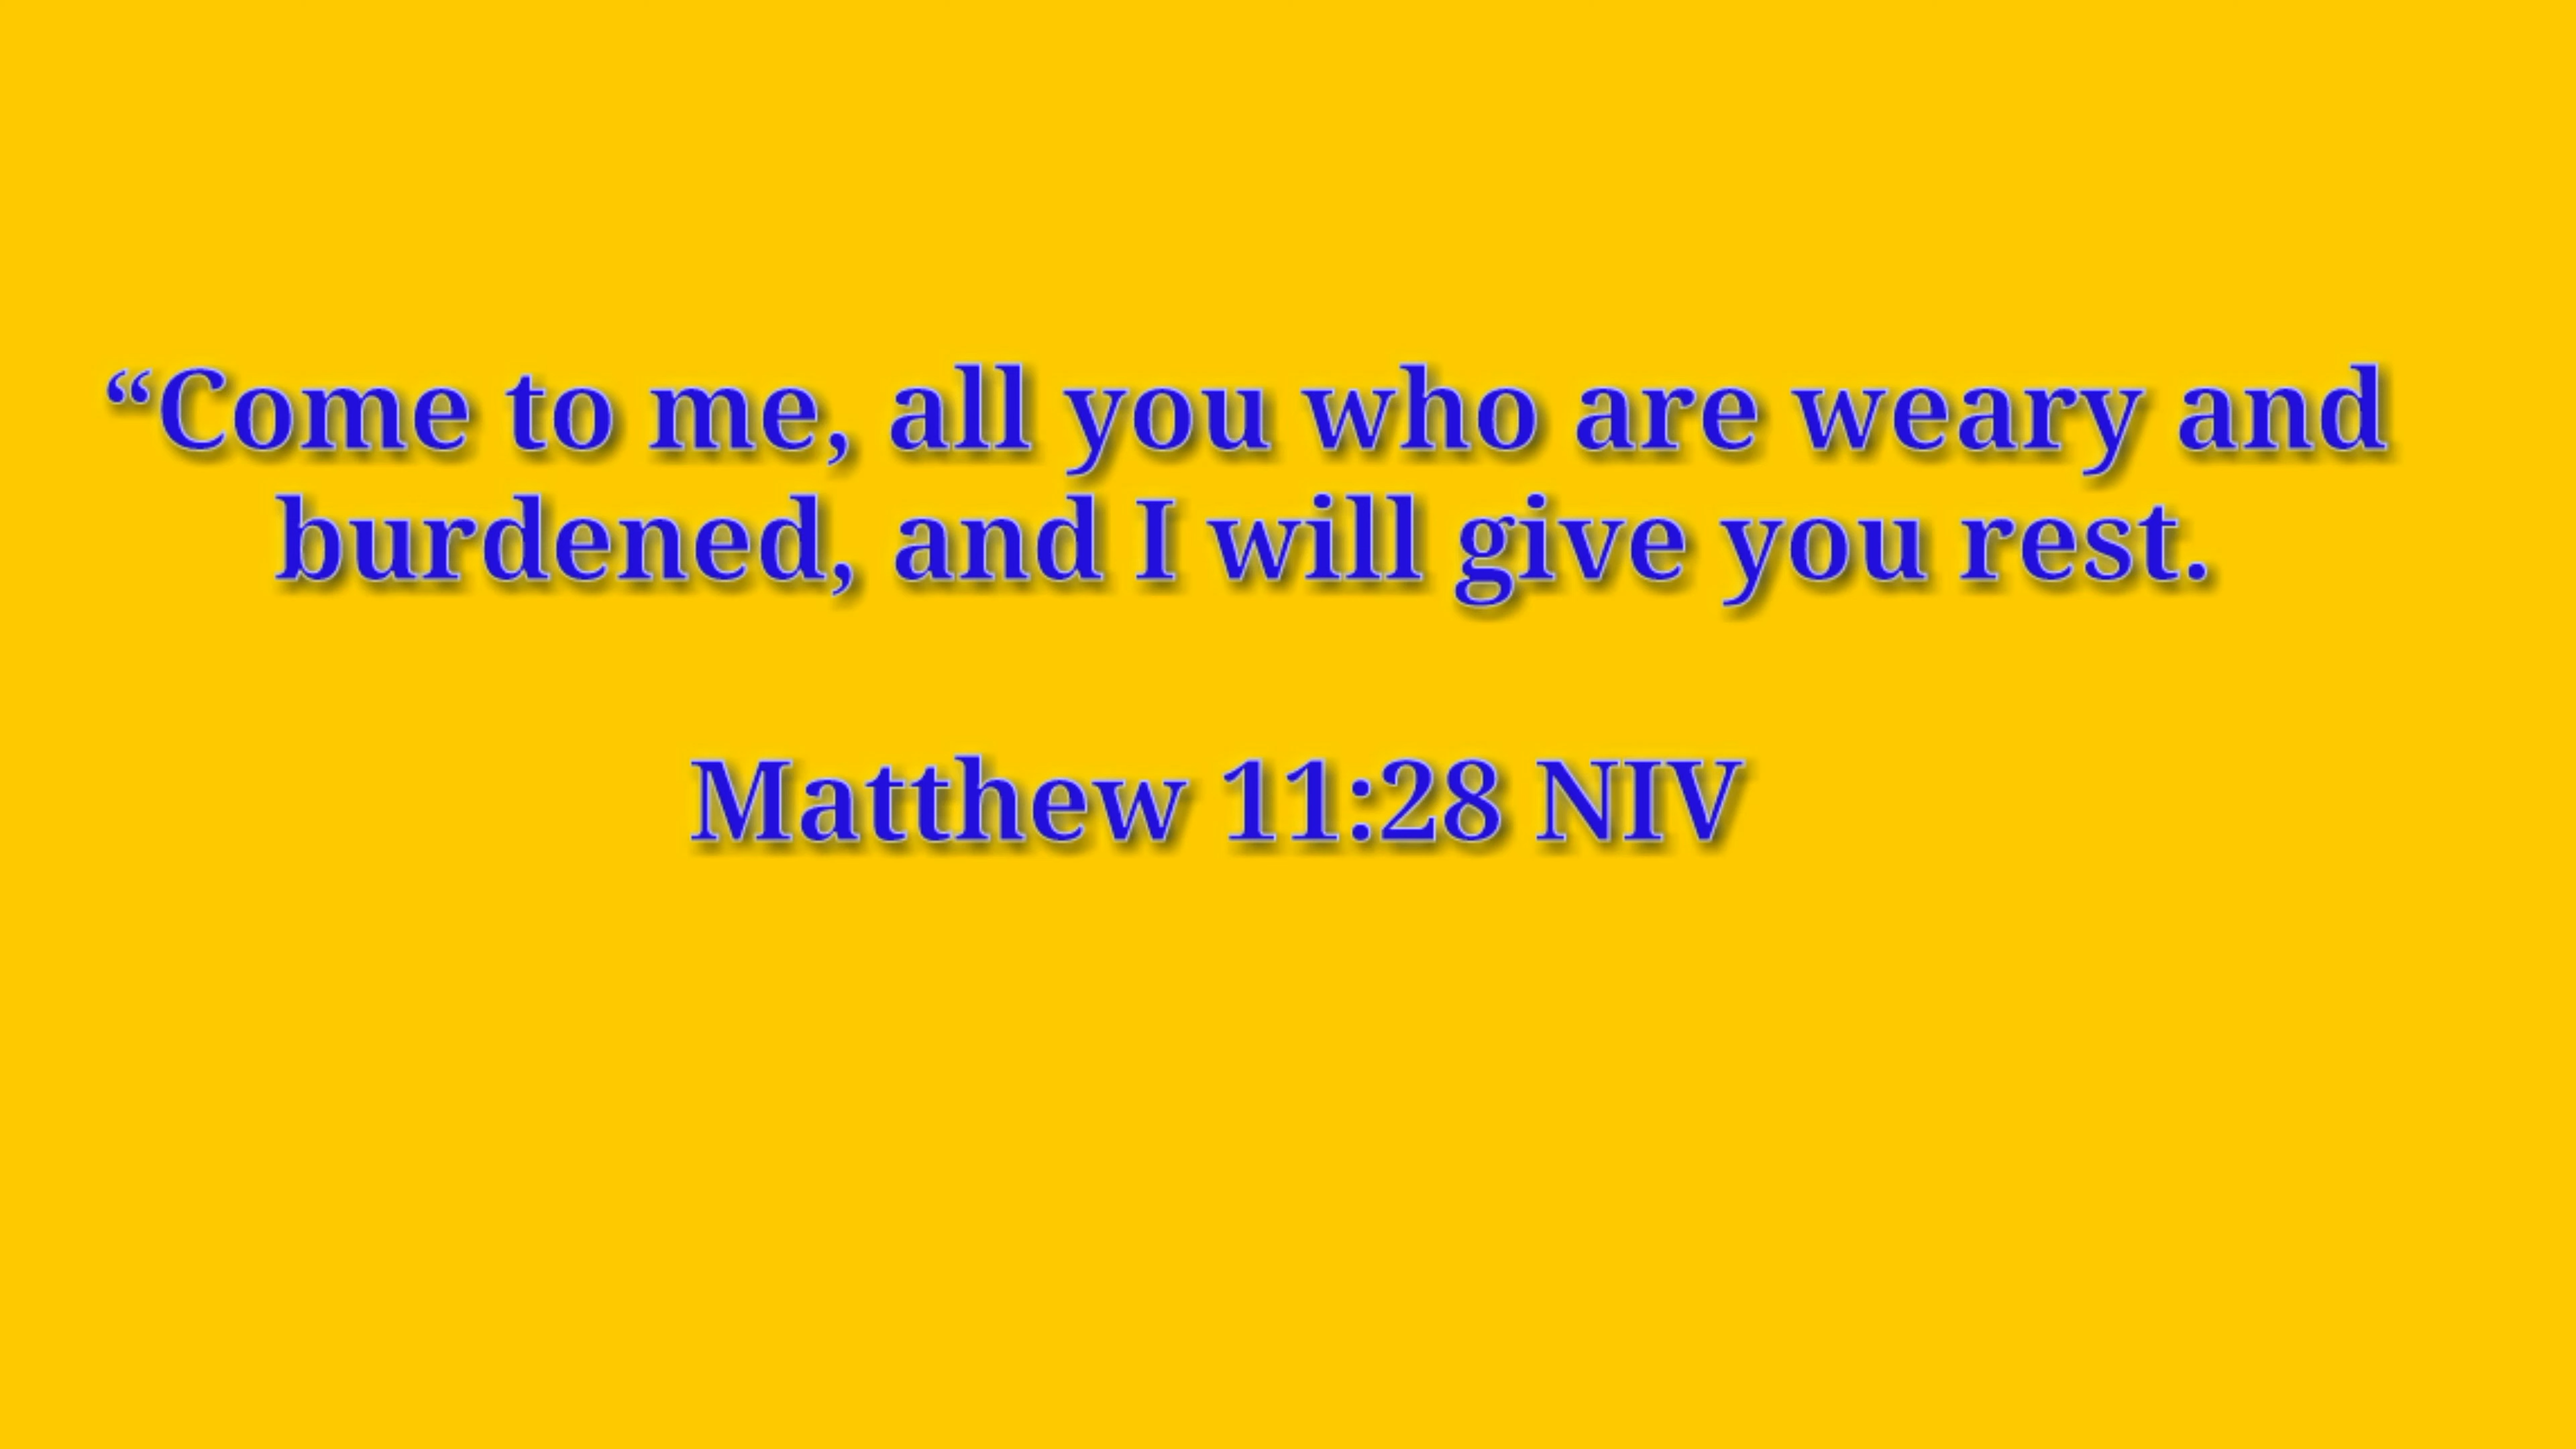 “Come to me, all you who are weary and
burdened, and I will give you rest.
Matthew 11:28 NIV